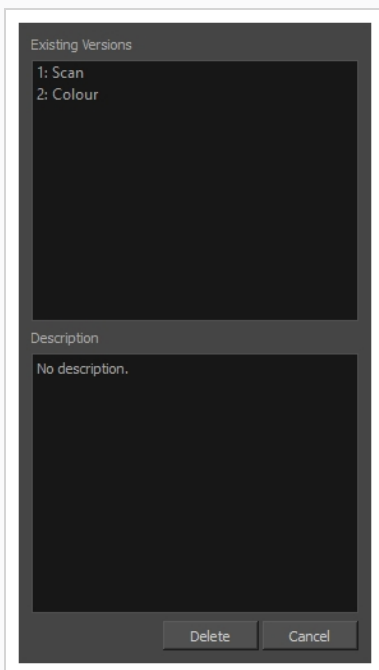 Existing Versions
1: Scan
2: Colour
Description
No description.
Delete Cancel